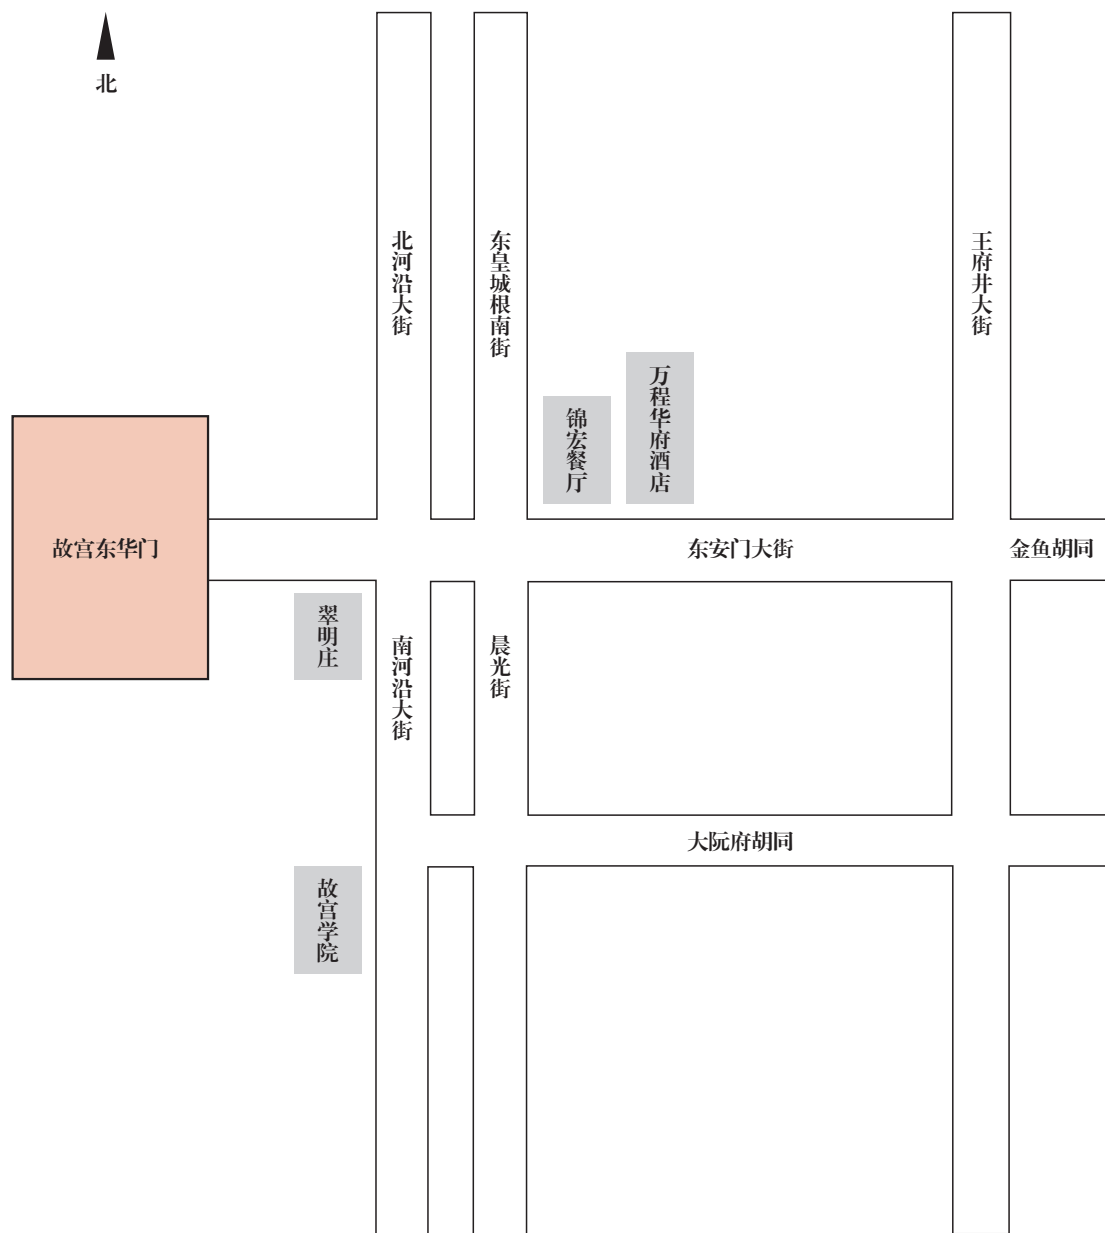 北
北河沿大街
东皇城根南街
王府井大街
万程华府酒店
锦宏餐厅
故宫东华门
东安门大街
金鱼胡同
翠明庄
南河沿大街
晨光街
大阮府胡同
故宫学院